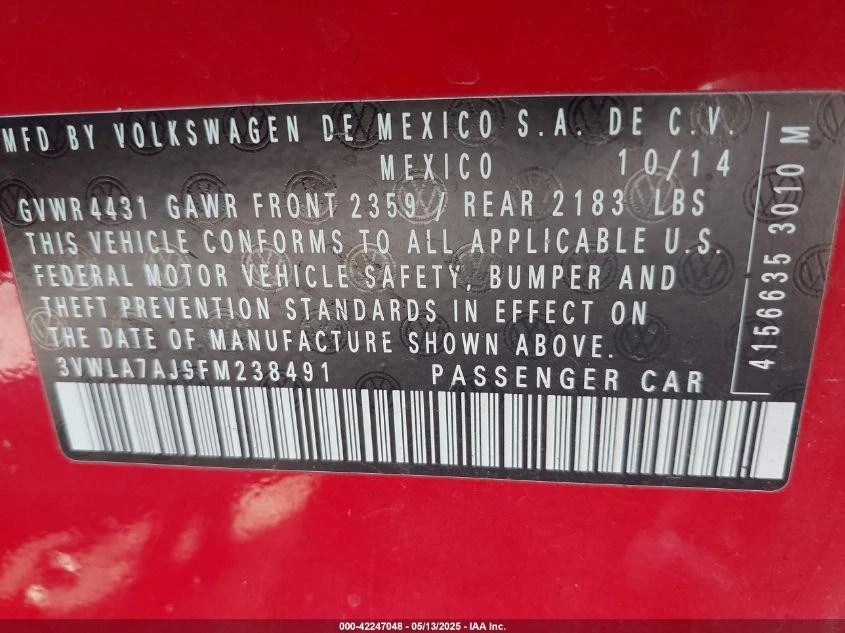 MFD BY VOLKSWAGEN DE MEXICO S.A. DE C.V.
MEXICO 10/14
GVWR 4431 GAWR FRONT 2359 / REAR 2183 LBS
THIS VEHICLE CONFORMS TO ALL APPLICABLE U.S.
FEDERAL MOTOR VEHICLE SAFETY, BUMPER AND
THEFT PREVENTION STANDARDS IN EFFECT ON
THE DATE OF MANUFACTURE SHOWN ABOVE.
3VWLA7AJ9FM238491 PASSENGER CAR
4156635 3010 M
000-42247048 - 05/13/2025 - IAA Inc.